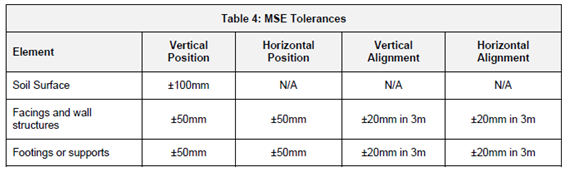 Table 4: MSE Tolerances
Element Vertical Position Horizontal Position Vertical Alignment Horizontal Alignment
Soil Surface ±100mm N/A N/A N/A
Facings and wall structures ±50mm ±50mm ±20mm in 3m ±20mm in 3m
Footings or supports ±50mm ±50mm ±20mm in 3m ±20mm in 3m